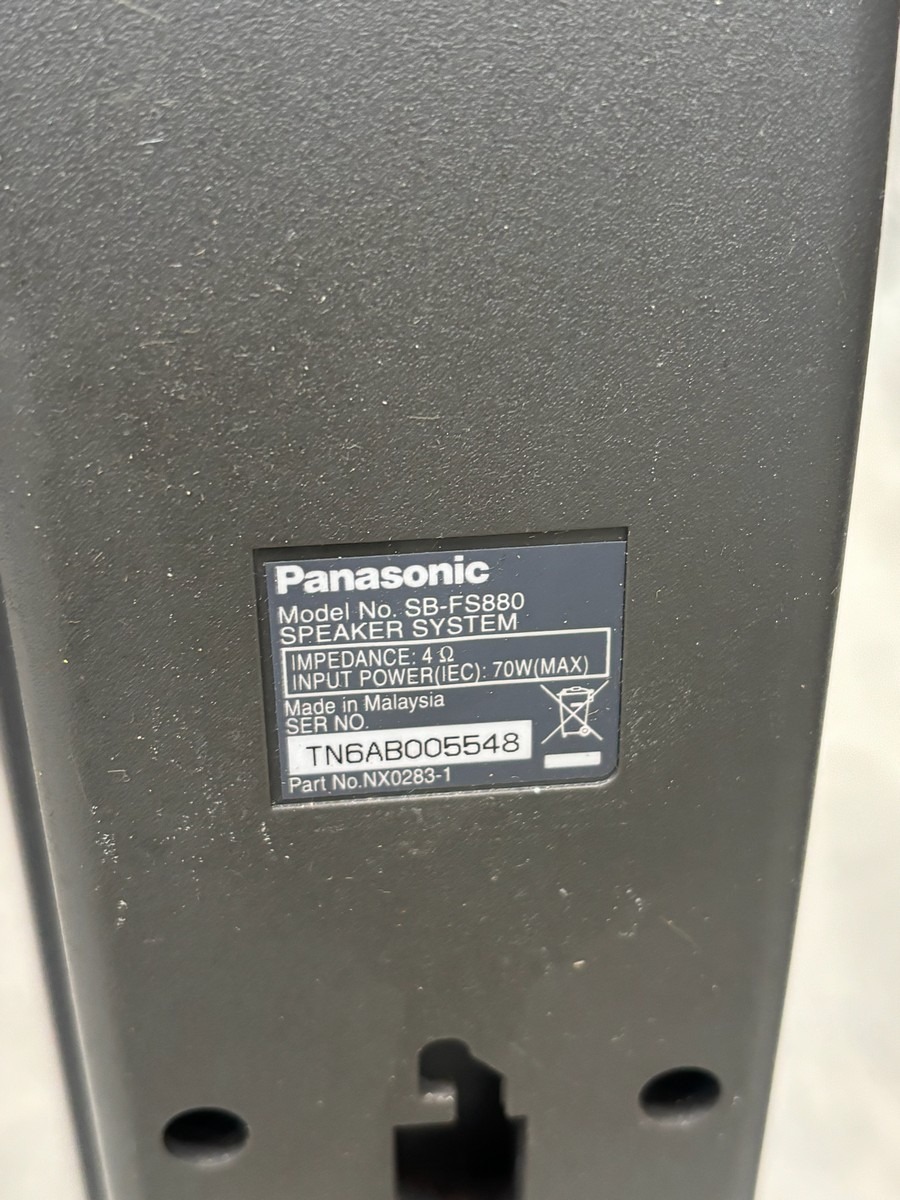 Panasonic
Model No. SB-FS880
SPEAKER SYSTEM
IMPEDANCE: 4 Ω
INPUT POWER(IEC): 70W(MAX)
Made in Malaysia
SER NO.
TN6AB005548
Part No.NX0283-1